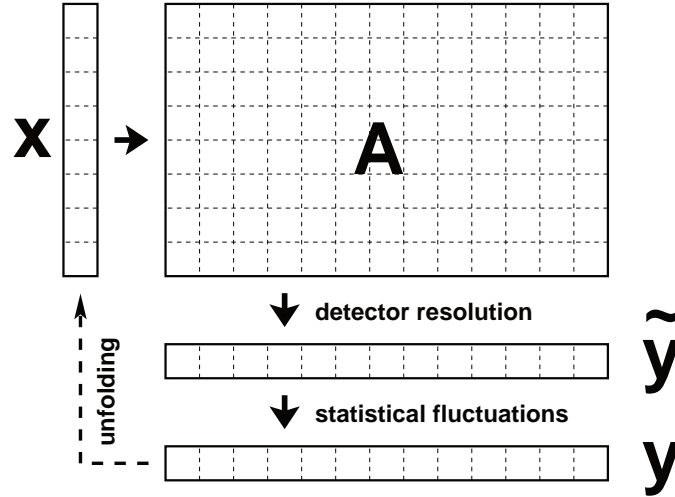 x
A
detector resolution
ỹ
unfolding
statistical fluctuations
y